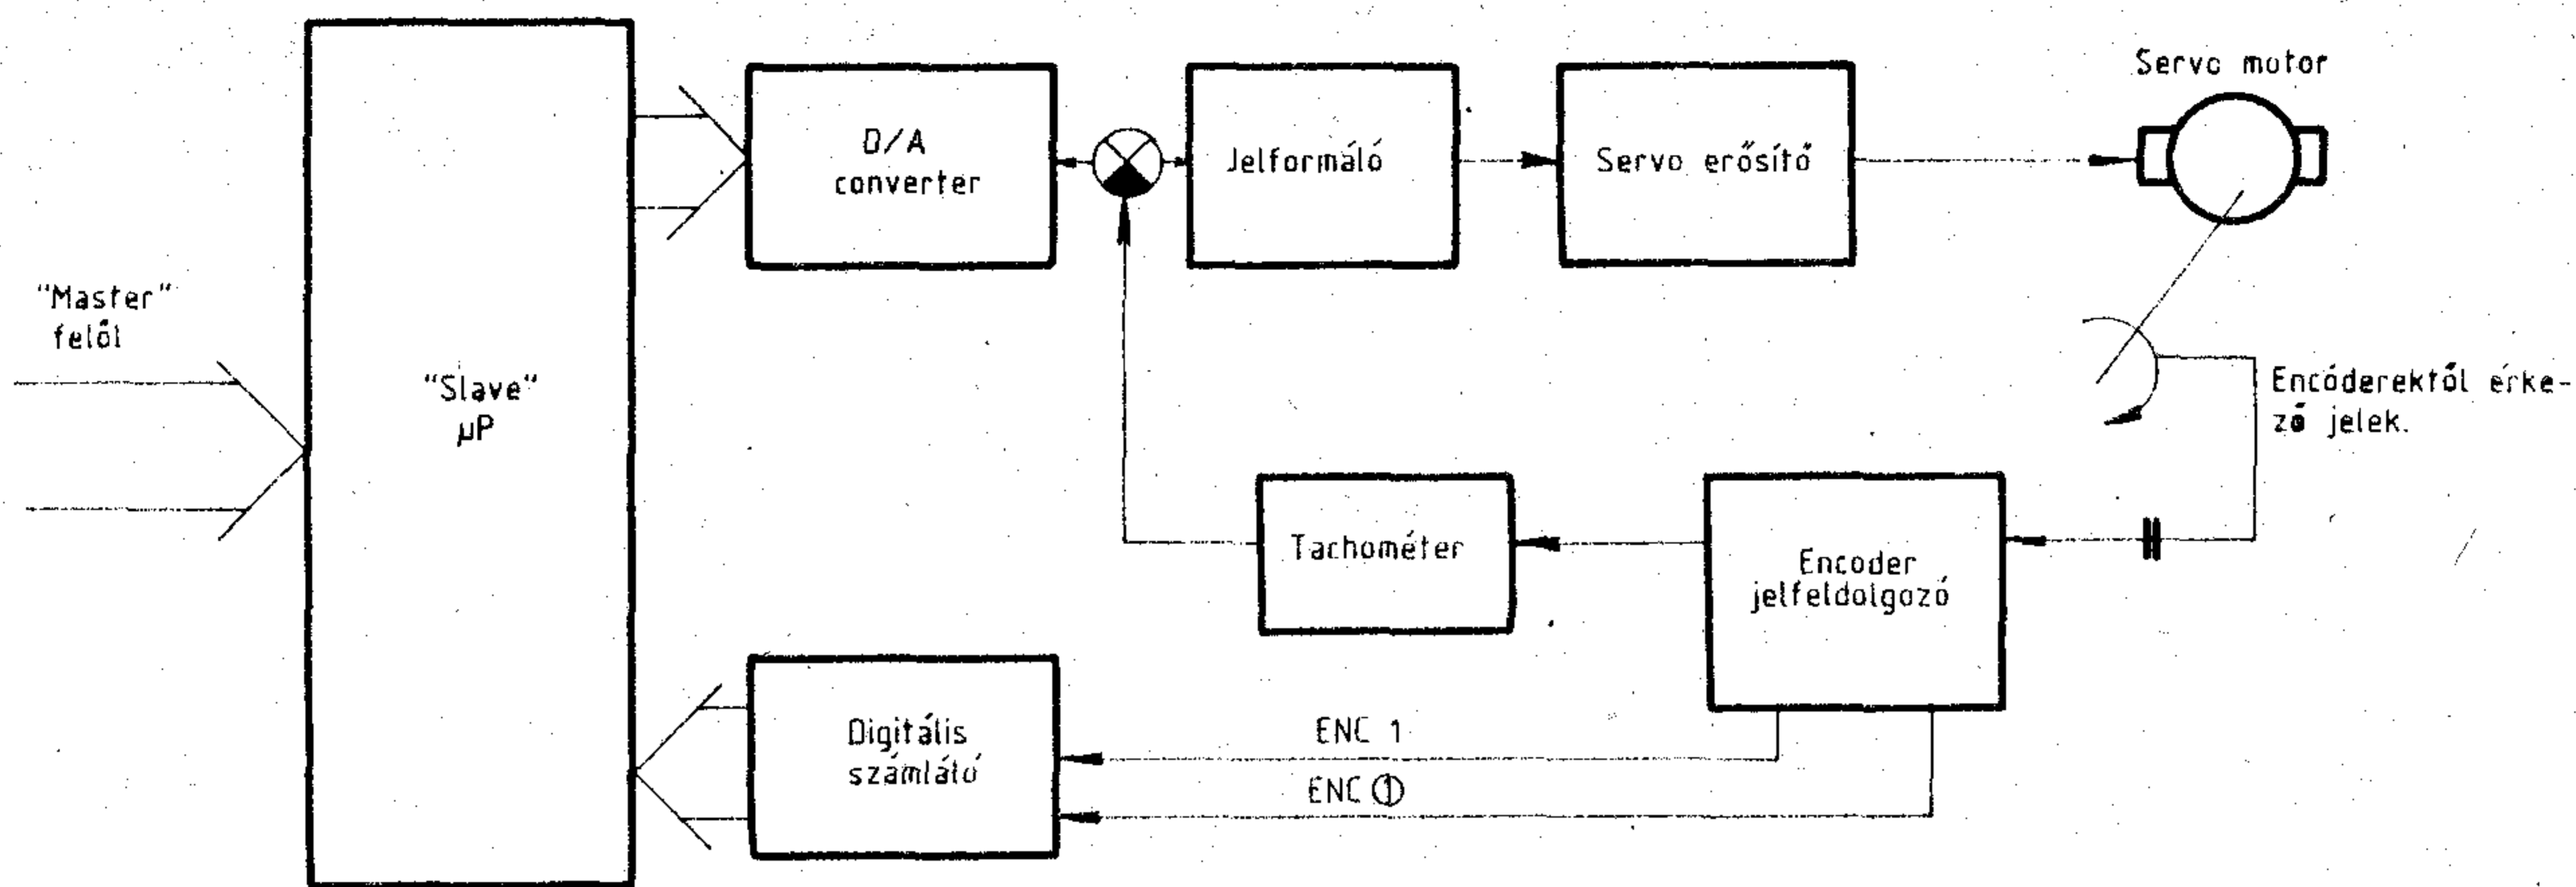 Servo motor
D/A
converter
Jelformáló
Servo erősítő
"Master"
felől
"Slave"
µP
Encóderektől érke-
ző jelek.
Tachométer
Encoder
jelfeldolgozó
Digitális
számláló
ENC 1
ENC ①